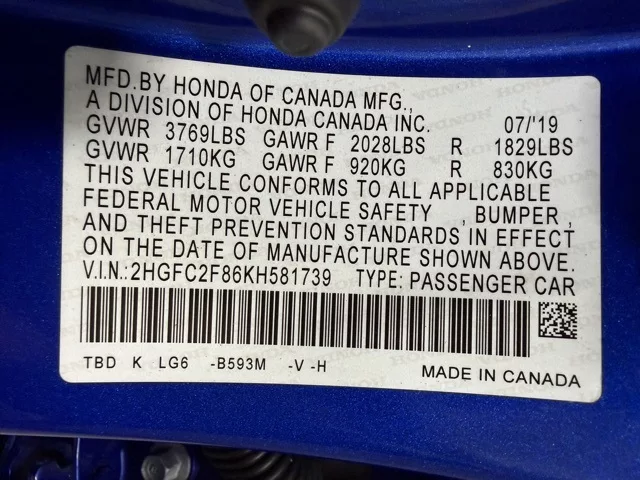 MFD.BY HONDA OF CANADA MFG.,
A DIVISION OF HONDA CANADA INC. 07/'19
GVWR 3769LBS GAWR F 2028LBS R 1829LBS
GVWR 1710KG GAWR F 920KG R 830KG
THIS VEHICLE CONFORMS TO ALL APPLICABLE
FEDERAL MOTOR VEHICLE SAFETY , BUMPER,
AND THEFT PREVENTION STANDARDS IN EFFECT
ON THE DATE OF MANUFACTURE SHOWN ABOVE.
V.I.N.:2HGFC2F86KH581739 TYPE: PASSENGER CAR
TBD K LG6 -B593M -V -H
MADE IN CANADA